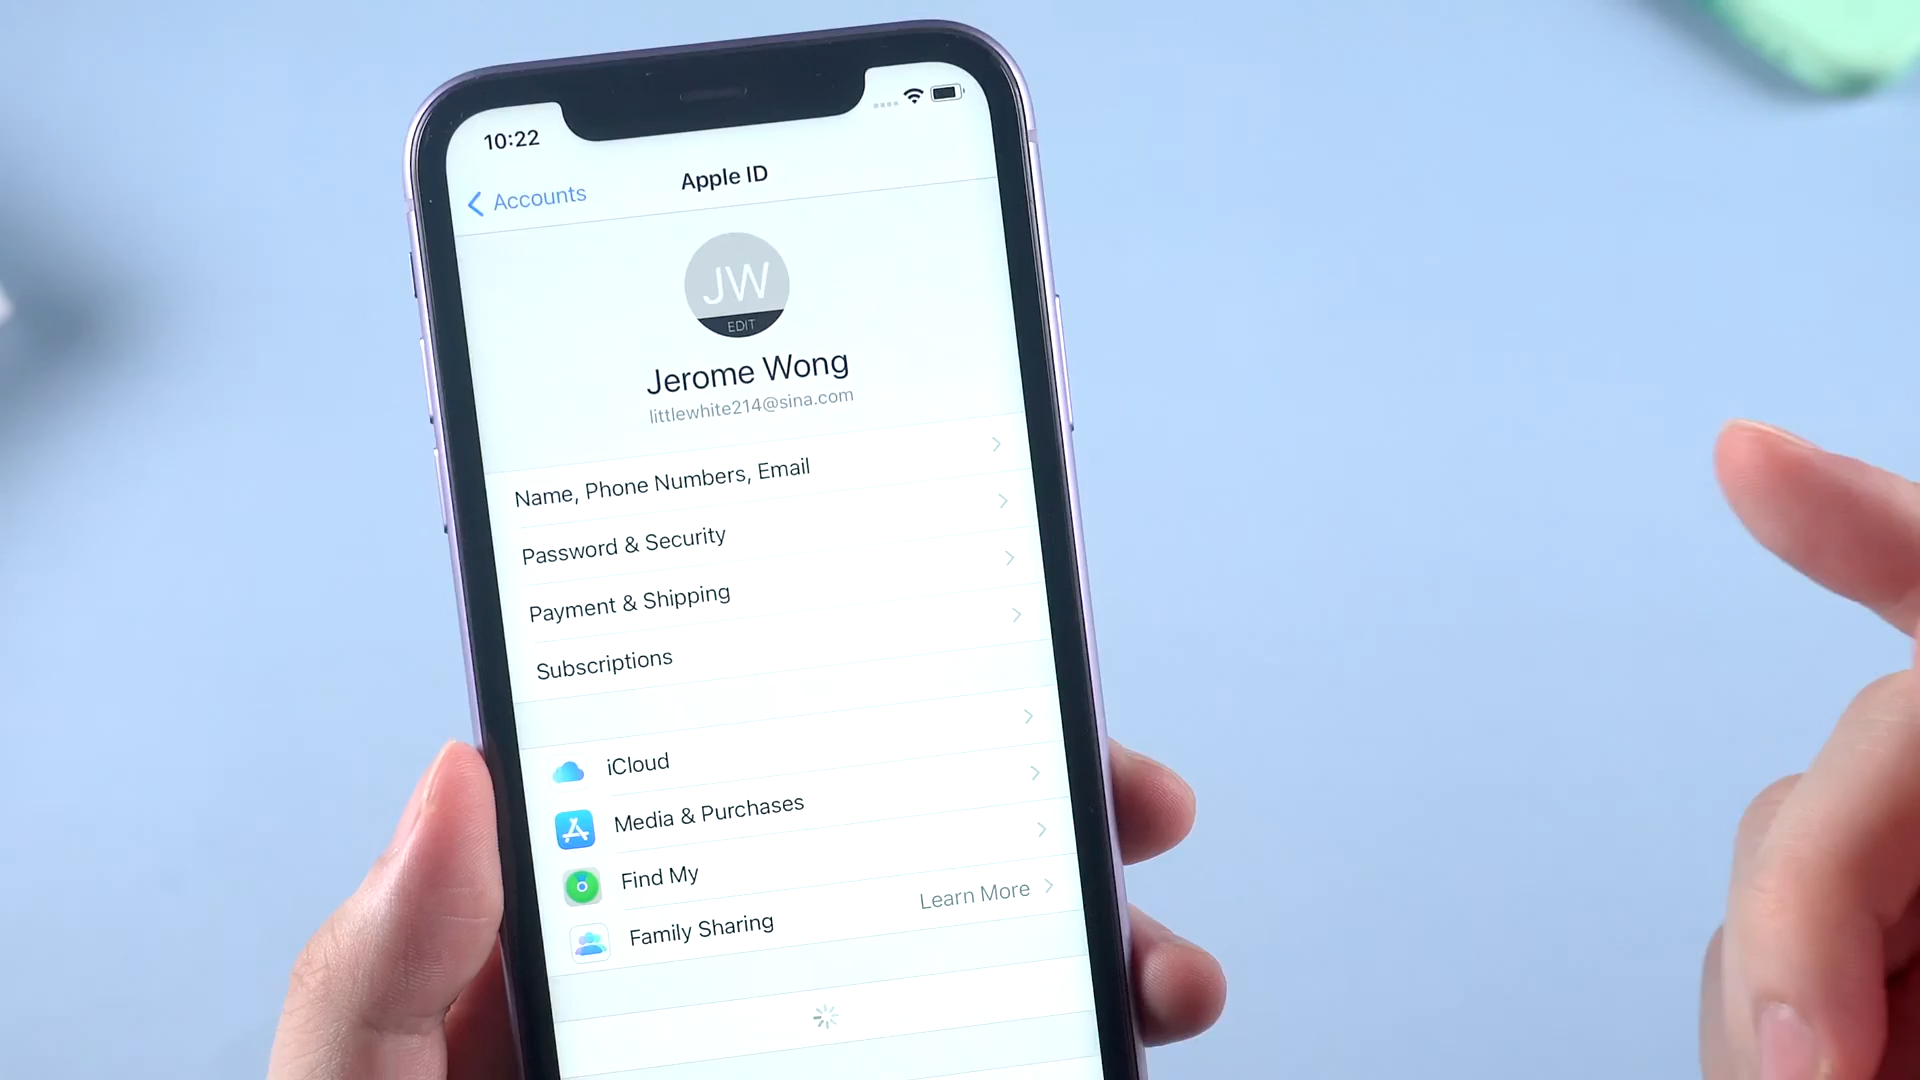 10:22
Accounts
Apple ID
JW
EDIT
Jerome Wong
littlewhite214@sina.com
Name, Phone Numbers, Email
Password & Security
Payment & Shipping
Subscriptions
iCloud
Media & Purchases
Find My
Family Sharing
Learn More